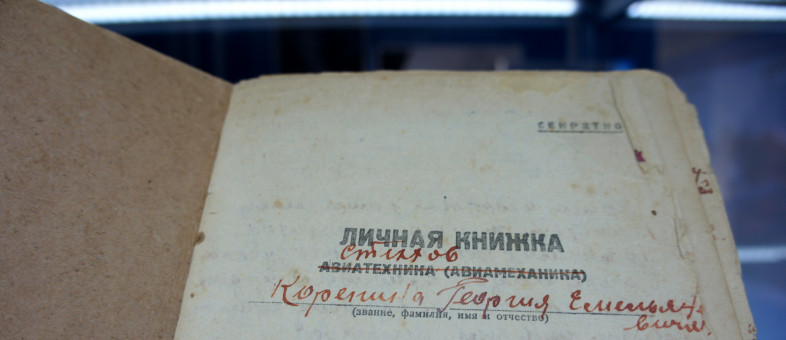 СЕКРЕТНО
ЛИЧНАЯ КНИЖКА
стихов
АВИАТЕХНИКА (АВИАМЕХАНИКА)
Коренина Георгия Емельяно-
вича
(звание, фамилия, имя и отчество)